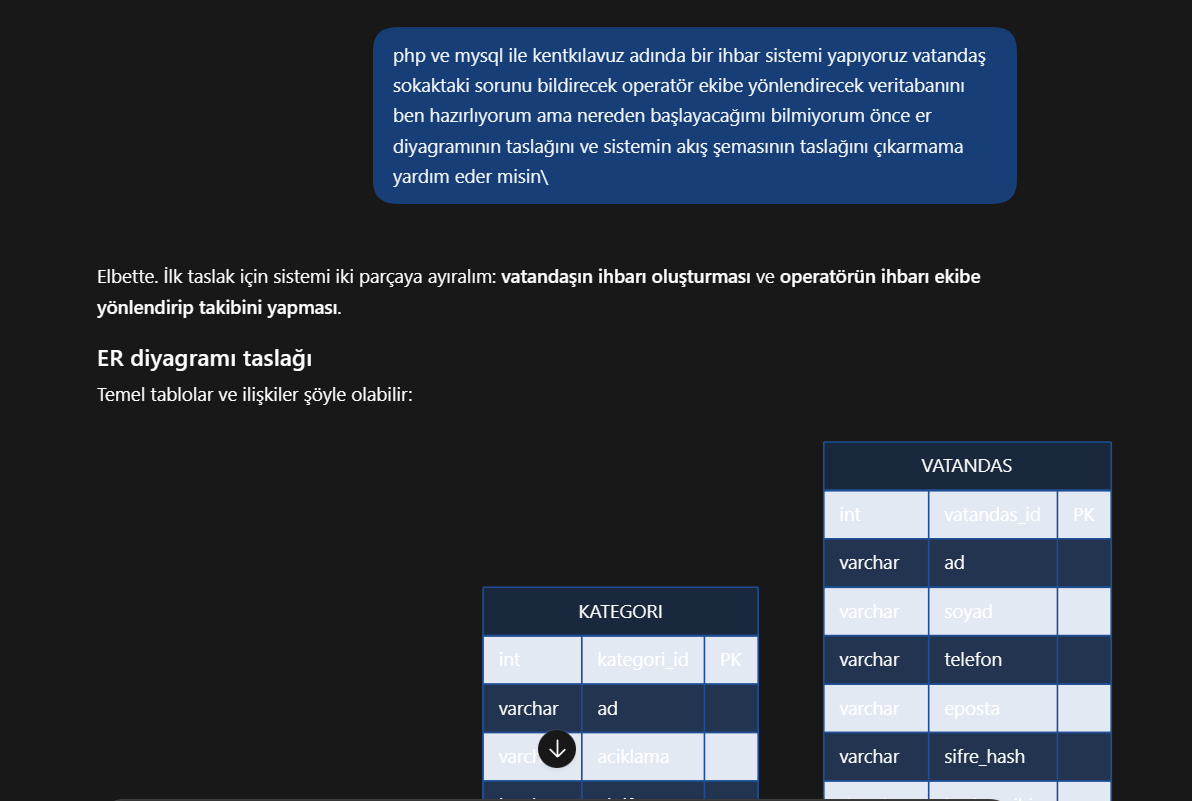 php ve mysql ile kentkılavuz adında bir ihbar sistemi yapıyoruz vatandaş
sokaktaki sorunu bildirecek operatör ekibe yönlendirecek veritabanını
ben hazırlıyorum ama nereden başlayacağımı bilmiyorum önce er
diyagramının taslağını ve sistemin akış şemasının taslağını çıkarmama
yardım eder misin\
Elbette. İlk taslak için sistemi iki parçaya ayıralım: vatandaşın ihbarı oluşturması ve operatörün ihbarı ekibe
yönlendirip takibini yapması.
ER diyagramı taslağı
Temel tablolar ve ilişkiler şöyle olabilir:
VATANDAS
int vatandas_id PK
varchar ad
varchar soyad
varchar telefon
varchar eposta
varchar sifre_hash
KATEGORI
int kategori_id PK
varchar ad
aciklama